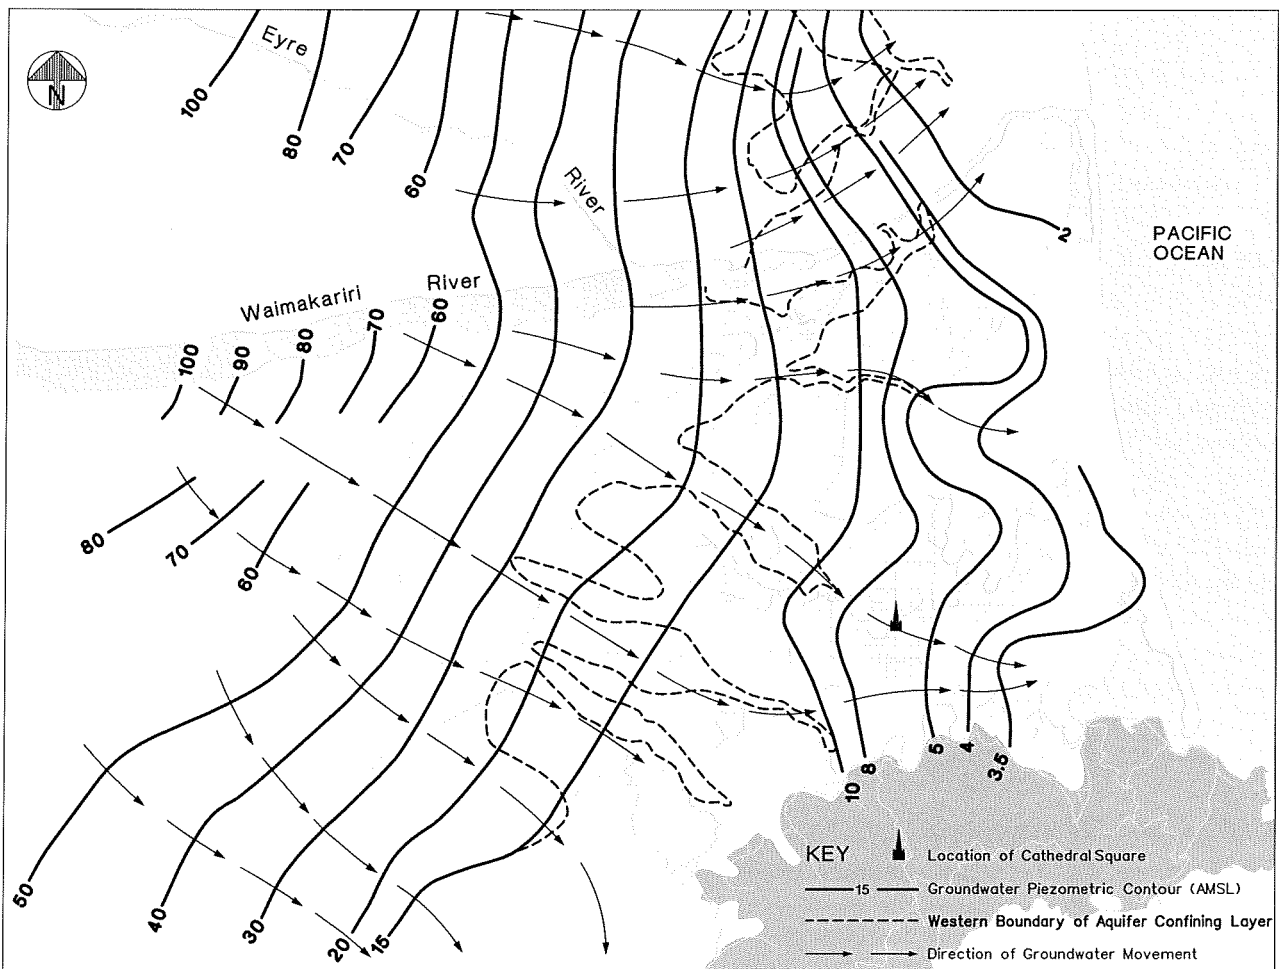 Eyre
N
100
80
70
60
River
2
PACIFIC
OCEAN
Waimakariri
River
100
90
80
70
60
80
70
60
5
4
3.5
8
10
KEY
Location of Cathedral Square
15
Groundwater Piezometric Contour (AMSL)
Western Boundary of Aquifer Confining Layer
Direction of Groundwater Movement
50
40
30
20
15